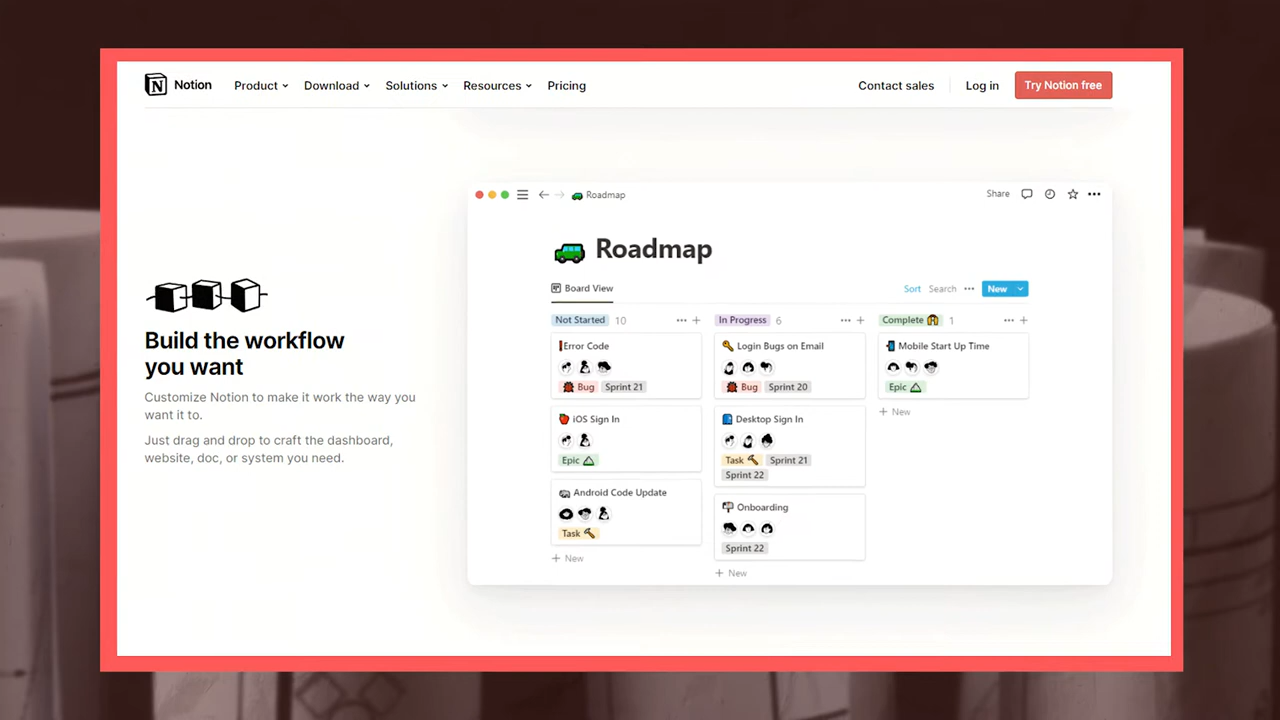 Notion
Product
Download
Solutions
Resources
Pricing
Contact sales
Log in
Try Notion free
Build the workflow
you want
Customize Notion to make it work the way you
want it to.
Just drag and drop to craft the dashboard,
website, doc, or system you need.
Roadmap
Share
Roadmap
Board View
Sort
Search
New
Not Started 10
Error Code
Bug Sprint 21
iOS Sign In
Epic
Android Code Update
Task
+ New
In Progress 6
Login Bugs on Email
Bug Sprint 20
Desktop Sign In
Task Sprint 21
Sprint 22
Onboarding
Sprint 22
+ New
Complete 1
Mobile Start Up Time
Epic
+ New